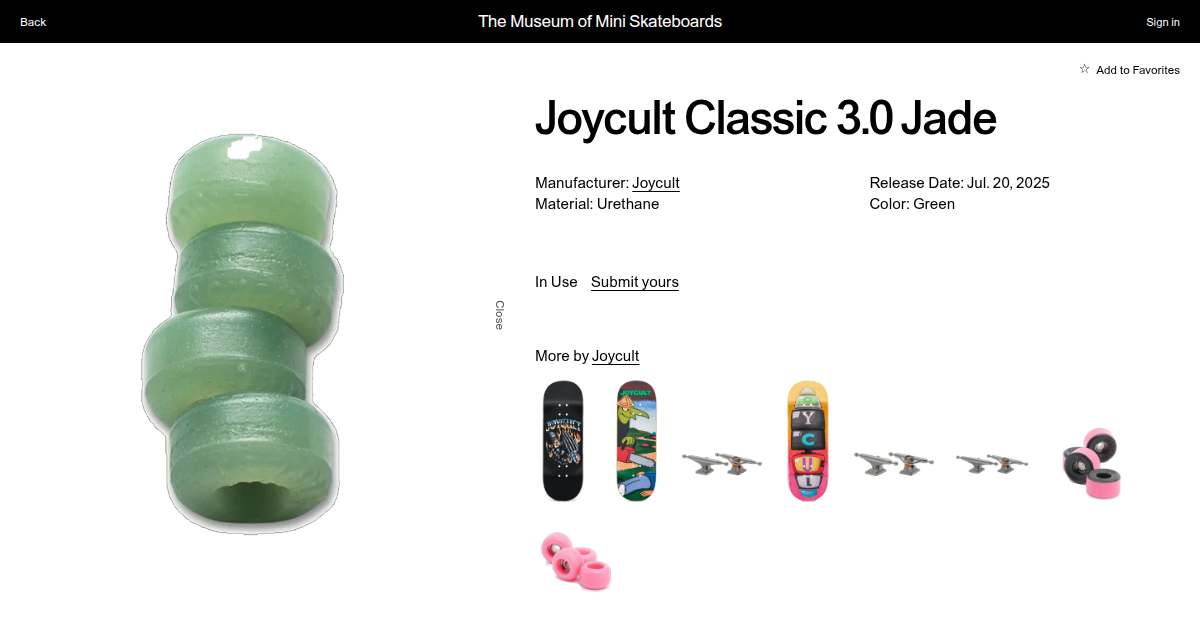 Back
The Museum of Mini Skateboards
Sign in
☆ Add to Favorites
Joycult Classic 3.0 Jade
Manufacturer: Joycult
Release Date: Jul. 20, 2025
Material: Urethane
Color: Green
In Use Submit yours
Close
More by Joycult
JOYCULT
JOYCULT
Y
C
U
L